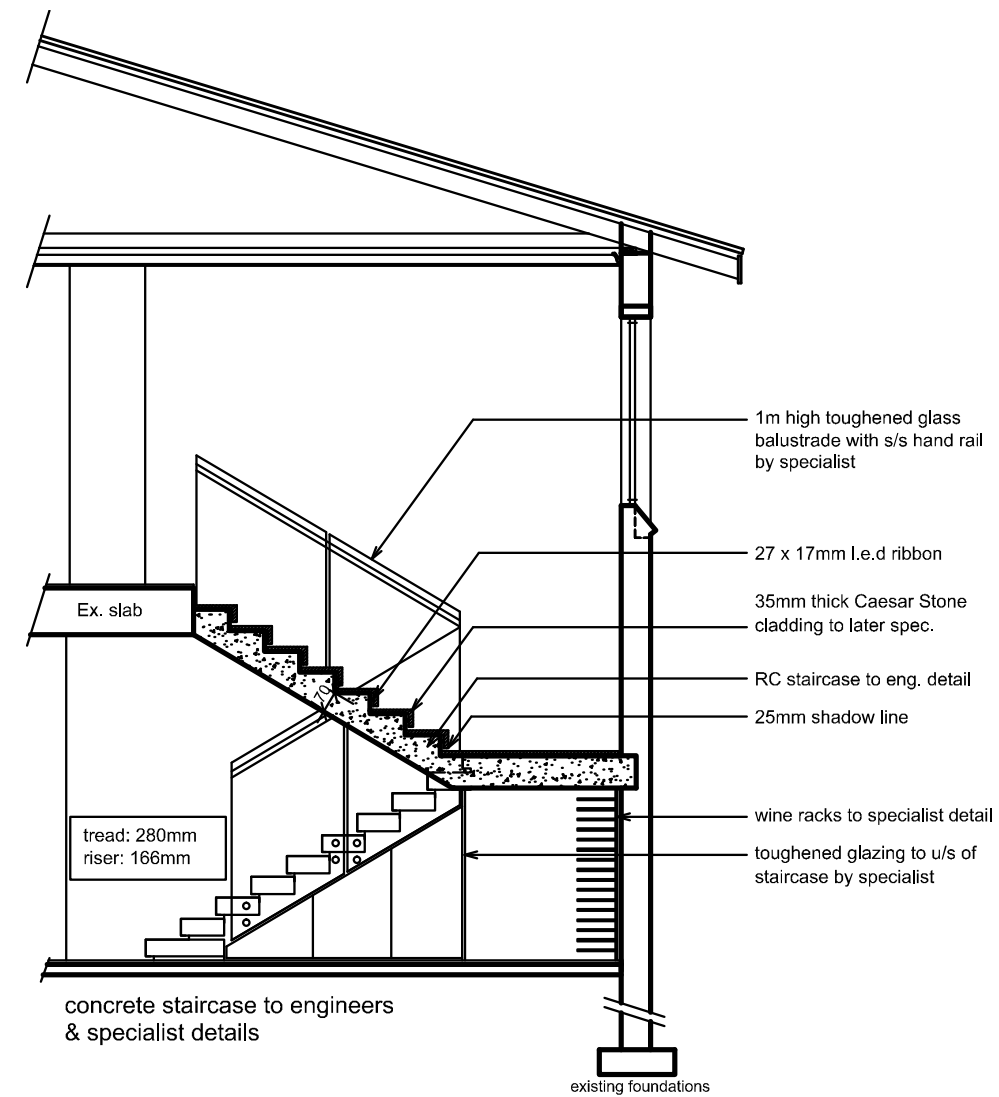 1m high toughened glass
balustrade with s/s hand rail
by specialist
27 x 17mm l.e.d ribbon
35mm thick Caesar Stone
cladding to later spec.
Ex. slab
RC staircase to eng. detail
25mm shadow line
wine racks to specialist detail
tread: 280mm
riser: 166mm
toughened glazing to u/s of
staircase by specialist
concrete staircase to engineers
& specialist details
existing foundations